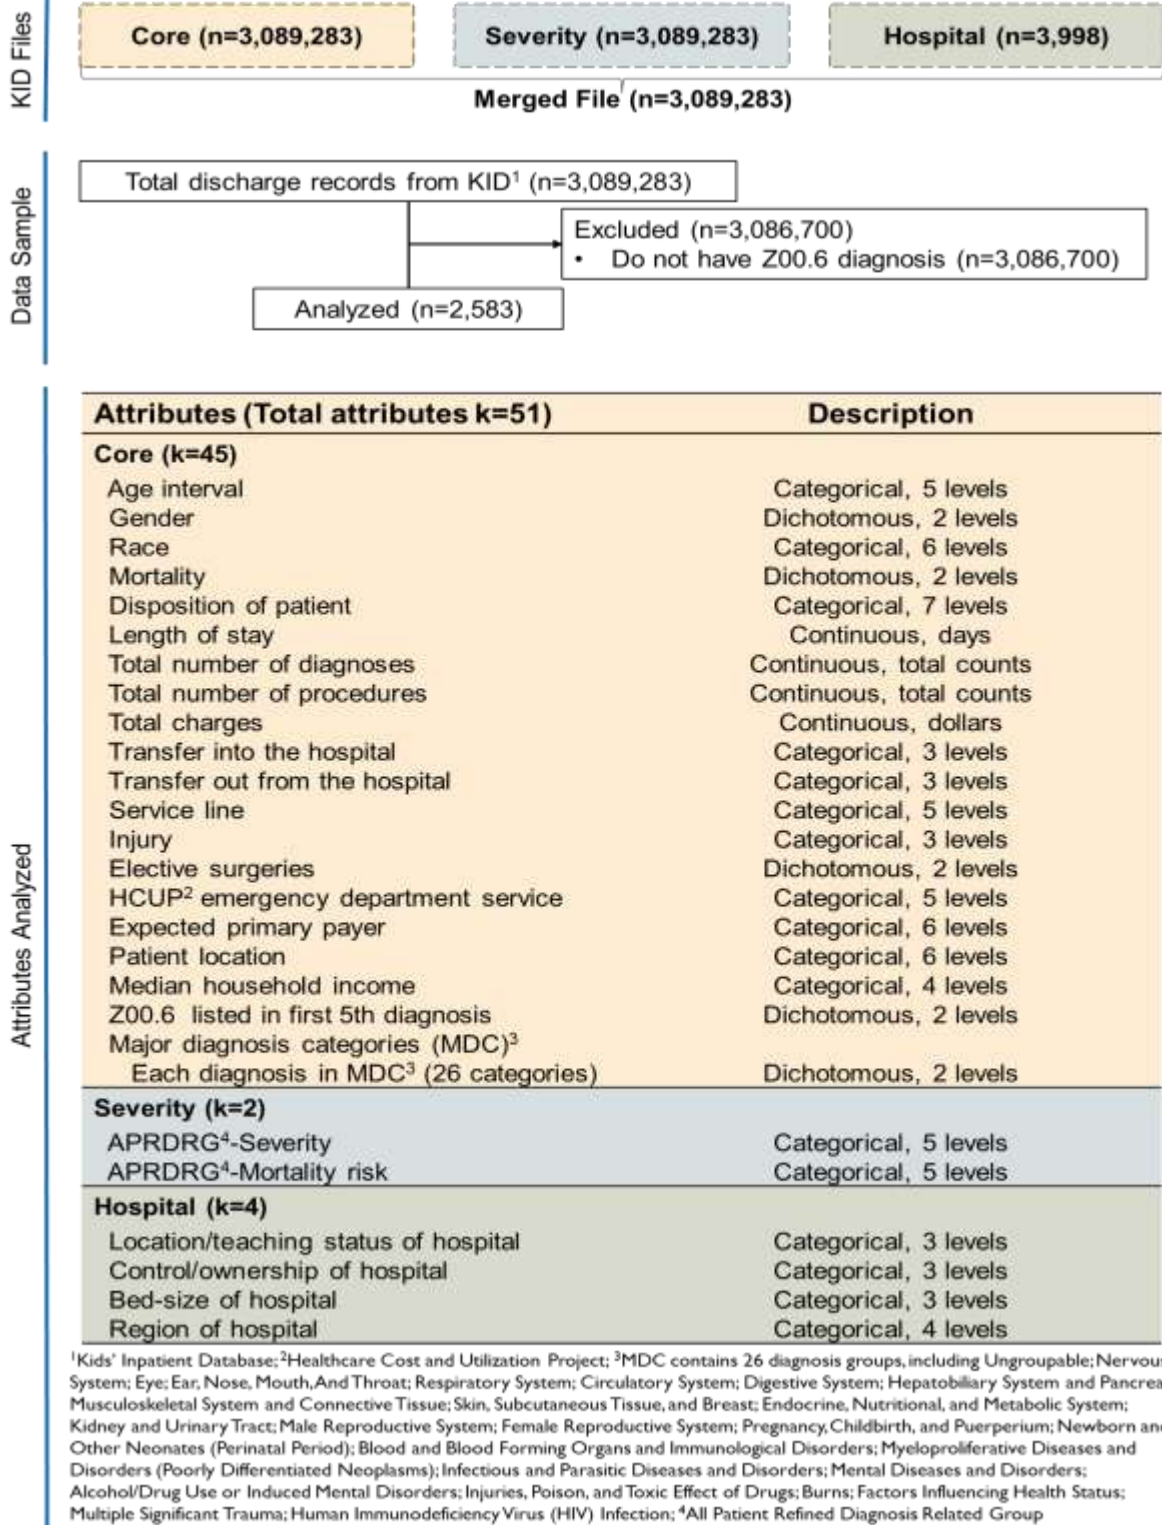 KID Files
Core (n=3,089,283)
Severity (n=3,089,283)
Hospital (n=3,998)
Merged File (n=3,089,283)
Data Sample
Total discharge records from KID¹ (n=3,089,283)
Excluded (n=3,086,700)
• Do not have Z00.6 diagnosis (n=3,086,700)
Analyzed (n=2,583)
Attributes Analyzed
Attributes (Total attributes k=51) Description
Core (k=45)
Age interval Categorical, 5 levels
Gender Dichotomous, 2 levels
Race Categorical, 6 levels
Mortality Dichotomous, 2 levels
Disposition of patient Categorical, 7 levels
Length of stay Continuous, days
Total number of diagnoses Continuous, total counts
Total number of procedures Continuous, total counts
Total charges Continuous, dollars
Transfer into the hospital Categorical, 3 levels
Transfer out from the hospital Categorical, 3 levels
Service line Categorical, 5 levels
Injury Categorical, 3 levels
Elective surgeries Dichotomous, 2 levels
HCUP² emergency department service Categorical, 5 levels
Expected primary payer Categorical, 6 levels
Patient location Categorical, 6 levels
Median household income Categorical, 4 levels
Z00.6 listed in first 5th diagnosis Dichotomous, 2 levels
Major diagnosis categories (MDC)³
Each diagnosis in MDC³ (26 categories) Dichotomous, 2 levels
Severity (k=2)
APRDRG⁴-Severity Categorical, 5 levels
APRDRG⁴-Mortality risk Categorical, 5 levels
Hospital (k=4)
Location/teaching status of hospital Categorical, 3 levels
Control/ownership of hospital Categorical, 3 levels
Bed-size of hospital Categorical, 3 levels
Region of hospital Categorical, 4 levels
¹Kids' Inpatient Database; ²Healthcare Cost and Utilization Project; ³MDC contains 26 diagnosis groups, including Ungroupable; Nervous
System; Eye; Ear, Nose, Mouth, And Throat; Respiratory System; Circulatory System; Digestive System; Hepatobiliary System and Pancrea
Musculoskeletal System and Connective Tissue; Skin, Subcutaneous Tissue, and Breast; Endocrine, Nutritional, and Metabolic System;
Kidney and Urinary Tract; Male Reproductive System; Female Reproductive System; Pregnancy, Childbirth, and Puerperium; Newborn and
Other Neonates (Perinatal Period); Blood and Blood Forming Organs and Immunological Disorders; Myeloproliferative Diseases and
Disorders (Poorly Differentiated Neoplasms); Infectious and Parasitic Diseases and Disorders; Mental Diseases and Disorders;
Alcohol/Drug Use or Induced Mental Disorders; Injuries, Poison, and Toxic Effect of Drugs; Burns; Factors Influencing Health Status;
Multiple Significant Trauma; Human Immunodeficiency Virus (HIV) Infection; ⁴All Patient Refined Diagnosis Related Group